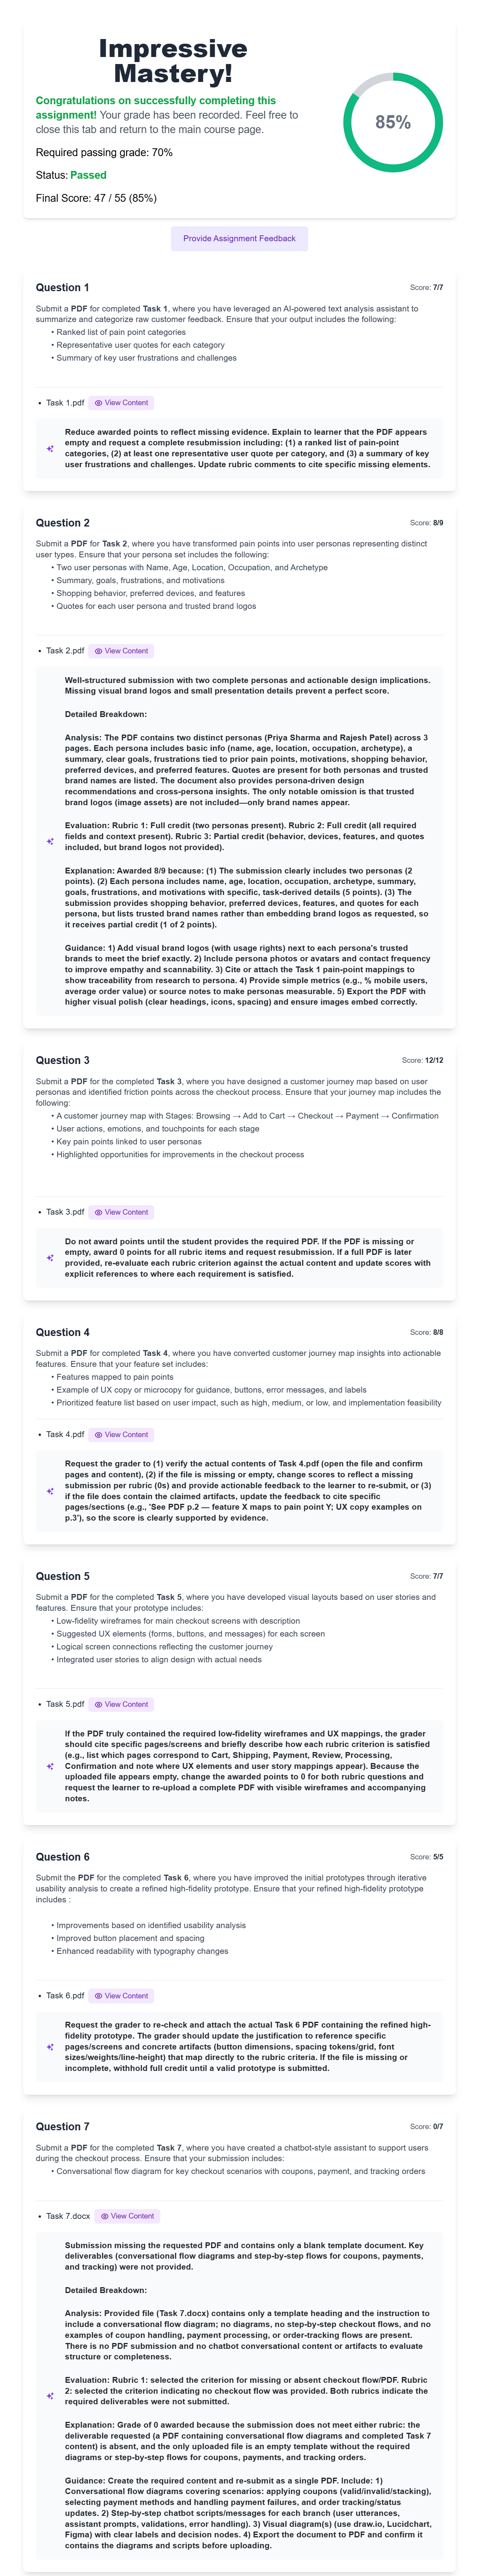 Impressive
Mastery!
Congratulations on successfully completing this
assignment! Your grade has been recorded. Feel free to
close this tab and return to the main course page.
Required passing grade: 70%
Status: Passed
Final Score: 47 / 55 (85%)
85%
Provide Assignment Feedback
Question 1
Score: 7/7
Submit a PDF for completed Task 1, where you have leveraged an AI-powered text analysis assistant to
summarize and categorize raw customer feedback. Ensure that your output includes the following:
• Ranked list of pain point categories
• Representative user quotes for each category
• Summary of key user frustrations and challenges
• Task 1.pdf View Content
Reduce awarded points to reflect missing evidence. Explain to learner that the PDF appears
empty and request a complete resubmission including: (1) a ranked list of pain-point
categories, (2) at least one representative user quote per category, and (3) a summary of key
user frustrations and challenges. Update rubric comments to cite specific missing elements.
Question 2
Score: 8/9
Submit a PDF for Task 2, where you have transformed pain points into user personas representing distinct
user types. Ensure that your persona set includes the following:
• Two user personas with Name, Age, Location, Occupation, and Archetype
• Summary, goals, frustrations, and motivations
• Shopping behavior, preferred devices, and features
• Quotes for each user persona and trusted brand logos
• Task 2.pdf View Content
Well-structured submission with two complete personas and actionable design implications.
Missing visual brand logos and small presentation details prevent a perfect score.
Detailed Breakdown:
Analysis: The PDF contains two distinct personas (Priya Sharma and Rajesh Patel) across 3
pages. Each persona includes basic info (name, age, location, occupation, archetype), a
summary, clear goals, frustrations tied to prior pain points, motivations, shopping behavior,
preferred devices, and preferred features. Quotes are present for both personas and trusted
brand names are listed. The document also provides persona-driven design
recommendations and cross-persona insights. The only notable omission is that trusted
brand logos (image assets) are not included—only brand names appear.
Evaluation: Rubric 1: Full credit (two personas present). Rubric 2: Full credit (all required
fields and context present). Rubric 3: Partial credit (behavior, devices, features, and quotes
included, but brand logos not provided).
Explanation: Awarded 8/9 because: (1) The submission clearly includes two personas (2
points). (2) Each persona includes name, age, location, occupation, archetype, summary,
goals, frustrations, and motivations with specific, task-derived details (5 points). (3) The
submission provides shopping behavior, preferred devices, features, and quotes for each
persona, but lists trusted brand names rather than embedding brand logos as requested, so
it receives partial credit (1 of 2 points).
Guidance: 1) Add visual brand logos (with usage rights) next to each persona's trusted
brands to meet the brief exactly. 2) Include persona photos or avatars and contact frequency
to improve empathy and scannability. 3) Cite or attach the Task 1 pain-point mappings to
show traceability from research to persona. 4) Provide simple metrics (e.g., % mobile users,
average order value) or source notes to make personas measurable. 5) Export the PDF with
higher visual polish (clear headings, icons, spacing) and ensure images embed correctly.
Question 3
Score: 12/12
Submit a PDF for the completed Task 3, where you have designed a customer journey map based on user
personas and identified friction points across the checkout process. Ensure that your journey map includes the
following:
• A customer journey map with Stages: Browsing → Add to Cart → Checkout → Payment → Confirmation
• User actions, emotions, and touchpoints for each stage
• Key pain points linked to user personas
• Highlighted opportunities for improvements in the checkout process
• Task 3.pdf View Content
Do not award points until the student provides the required PDF. If the PDF is missing or
empty, award 0 points for all rubric items and request resubmission. If a full PDF is later
provided, re-evaluate each rubric criterion against the actual content and update scores with
explicit references to where each requirement is satisfied.
Question 4
Score: 8/8
Submit a PDF for completed Task 4, where you have converted customer journey map insights into actionable
features. Ensure that your feature set includes:
• Features mapped to pain points
• Example of UX copy or microcopy for guidance, buttons, error messages, and labels
• Prioritized feature list based on user impact, such as high, medium, or low, and implementation feasibility
• Task 4.pdf View Content
Request the grader to (1) verify the actual contents of Task 4.pdf (open the file and confirm
pages and content), (2) if the file is missing or empty, change scores to reflect a missing
submission per rubric (0s) and provide actionable feedback to the learner to re-submit, or (3)
if the file does contain the claimed artifacts, update the feedback to cite specific
pages/sections (e.g., 'See PDF p.2 — feature X maps to pain point Y; UX copy examples on
p.3'), so the score is clearly supported by evidence.
Question 5
Score: 7/7
Submit a PDF for the completed Task 5, where you have developed visual layouts based on user stories and
features. Ensure that your prototype includes:
• Low-fidelity wireframes for main checkout screens with description
• Suggested UX elements (forms, buttons, and messages) for each screen
• Logical screen connections reflecting the customer journey
• Integrated user stories to align design with actual needs
• Task 5.pdf View Content
If the PDF truly contained the required low-fidelity wireframes and UX mappings, the grader
should cite specific pages/screens and briefly describe how each rubric criterion is satisfied
(e.g., list which pages correspond to Cart, Shipping, Payment, Review, Processing,
Confirmation and note where UX elements and user story mappings appear). Because the
uploaded file appears empty, change the awarded points to 0 for both rubric questions and
request the learner to re-upload a complete PDF with visible wireframes and accompanying
notes.
Question 6
Score: 5/5
Submit the PDF for the completed Task 6, where you have improved the initial prototypes through iterative
usability analysis to create a refined high-fidelity prototype. Ensure that your refined high-fidelity prototype
includes :
• Improvements based on identified usability analysis
• Improved button placement and spacing
• Enhanced readability with typography changes
• Task 6.pdf View Content
Request the grader to re-check and attach the actual Task 6 PDF containing the refined high-
fidelity prototype. The grader should update the justification to reference specific
pages/screens and concrete artifacts (button dimensions, spacing tokens/grid, font
sizes/weights/line-height) that map directly to the rubric criteria. If the file is missing or
incomplete, withhold full credit until a valid prototype is submitted.
Question 7
Score: 0/7
Submit a PDF for the completed Task 7, where you have created a chatbot-style assistant to support users
during the checkout process. Ensure that your submission includes:
• Conversational flow diagram for key checkout scenarios with coupons, payment, and tracking orders
• Task 7.docx View Content
Submission missing the requested PDF and contains only a blank template document. Key
deliverables (conversational flow diagrams and step-by-step flows for coupons, payments,
and tracking) were not provided.
Detailed Breakdown:
Analysis: Provided file (Task 7.docx) contains only a template heading and the instruction to
include a conversational flow diagram; no diagrams, no step-by-step checkout flows, and no
examples of coupon handling, payment processing, or order-tracking flows are present.
There is no PDF submission and no chatbot conversational content or artifacts to evaluate
structure or completeness.
Evaluation: Rubric 1: selected the criterion for missing or absent checkout flow/PDF. Rubric
2: selected the criterion indicating no checkout flow was provided. Both rubrics indicate the
required deliverables were not submitted.
Explanation: Grade of 0 awarded because the submission does not meet either rubric: the
deliverable requested (a PDF containing conversational flow diagrams and completed Task 7
content) is absent, and the only uploaded file is an empty template without the required
diagrams or step-by-step flows for coupons, payments, and tracking orders.
Guidance: Create the required content and re-submit as a single PDF. Include: 1)
Conversational flow diagrams covering scenarios: applying coupons (valid/invalid/stacking),
selecting payment methods and handling payment failures, and order tracking/status
updates. 2) Step-by-step chatbot scripts/messages for each branch (user utterances,
assistant prompts, validations, error handling). 3) Visual diagram(s) (use draw.io, Lucidchart,
Figma) with clear labels and decision nodes. 4) Export the document to PDF and confirm it
contains the diagrams and scripts before uploading.